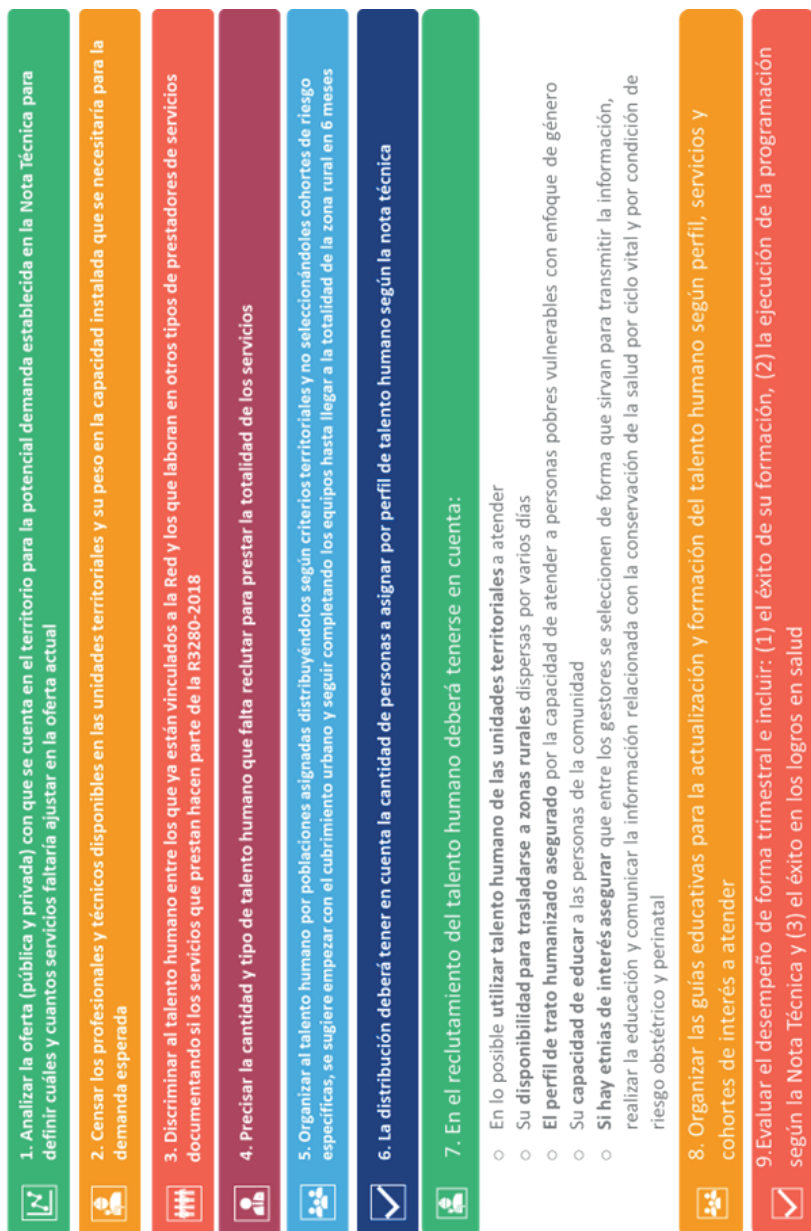 1. Analizar la oferta (pública y privada) con que se cuenta en el territorio para la potencial demanda establecida en la Nota Técnica para
definir cuáles y cuantos servicios faltaría ajustar en la oferta actual
2. Censar los profesionales y técnicos disponibles en las unidades territoriales y su peso en la capacidad instalada que se necesitaría para la
demanda esperada
3. Discriminar al talento humano entre los que ya están vinculados a la Red y los que laboran en otros tipos de prestadores de servicios
documentando si los servicios que prestan hacen parte de la R3280-2018
4. Precisar la cantidad y tipo de talento humano que falta reclutar para prestar la totalidad de los servicios
5. Organizar al talento humano por poblaciones asignadas distribuyéndolos según criterios territoriales y no seleccionándoles cohortes de riesgo
específicas, se sugiere empezar con el cubrimiento urbano y seguir completando los equipos hasta llegar a la totalidad de la zona rural en 6 meses
6. La distribución deberá tener en cuenta la cantidad de personas a asignar por perfil de talento humano según la nota técnica
7. En el reclutamiento del talento humano deberá tenerse en cuenta:
○ En lo posible utilizar talento humano de las unidades territoriales a atender
○ Su disponibilidad para trasladarse a zonas rurales dispersas por varios días
○ El perfil de trato humanizado asegurado por la capacidad de atender a personas pobres vulnerables con enfoque de género
○ Su capacidad de educar a las personas de la comunidad
○ Si hay etnias de interés asegurar que entre los gestores se seleccionen de forma que sirvan para transmitir la información,
realizar la educación y comunicar la información relacionada con la conservación de la salud por ciclo vital y por condición de
riesgo obstétrico y perinatal
8. Organizar las guías educativas para la actualización y formación del talento humano según perfil, servicios y
cohortes de interés a atender
9.Evaluar el desempeño de forma trimestral e incluir: (1) el éxito de su formación, (2) la ejecución de la programación
según la Nota Técnica y (3) el éxito en los logros en salud